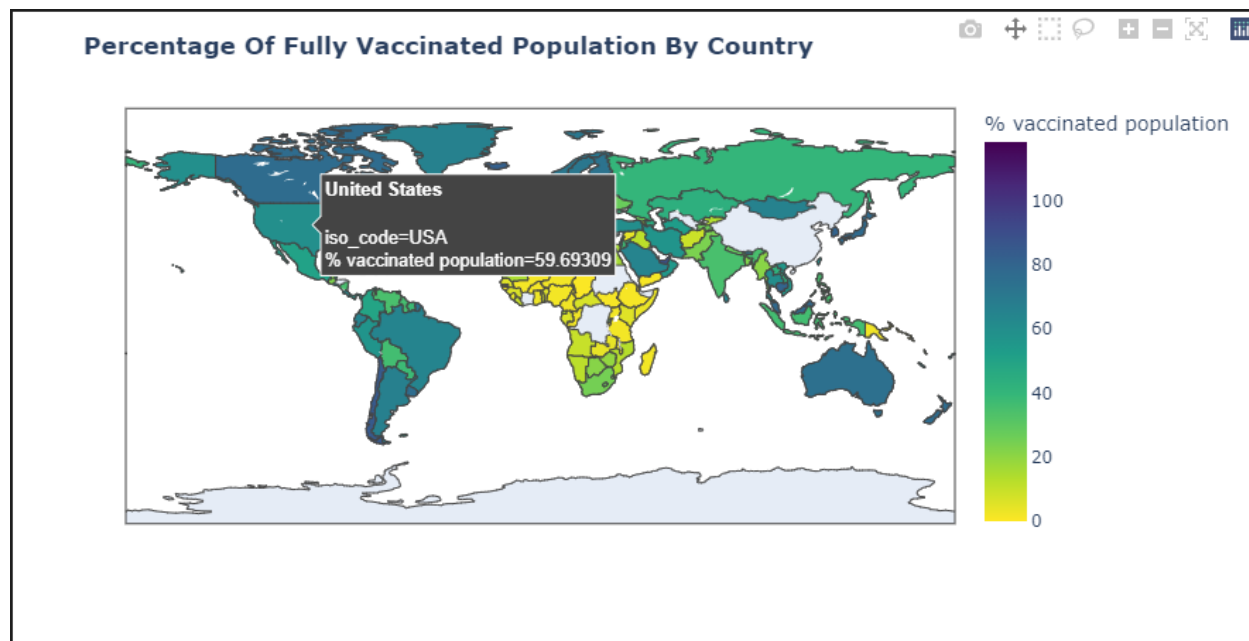 Percentage Of Fully Vaccinated Population By Country
% vaccinated population
United States
iso_code=USA
% vaccinated population=59.69309
100
80
60
40
20
0